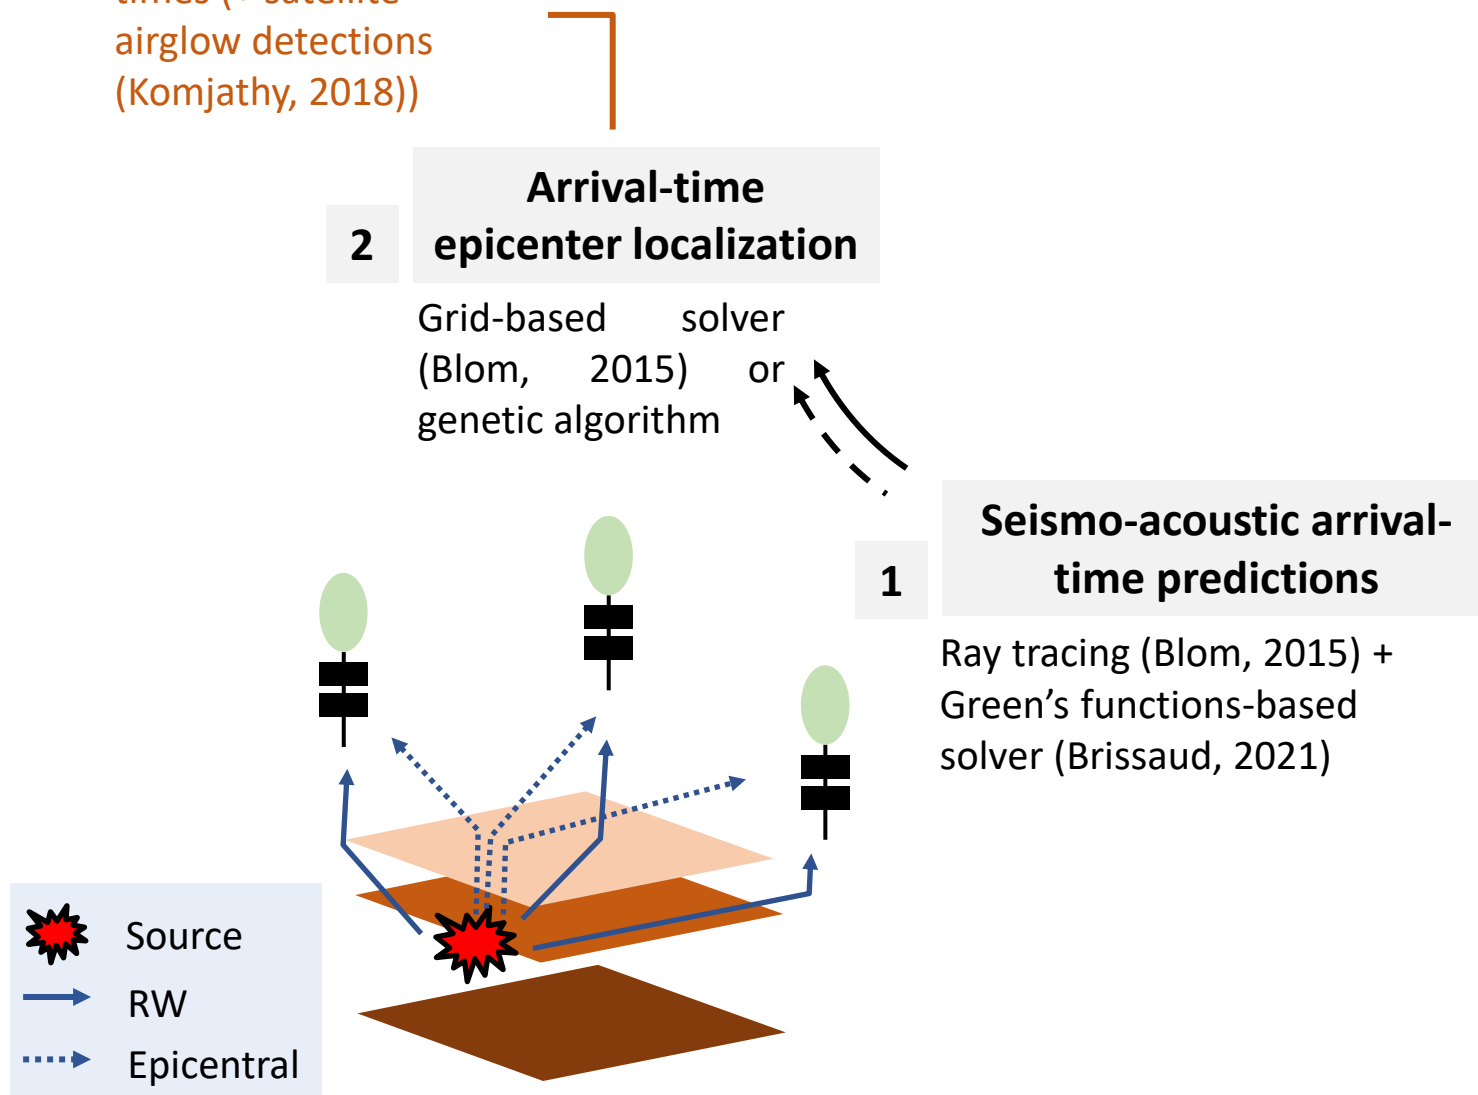 airglow detections
(Komjathy, 2018))
Arrival-time
2
epicenter localization
Grid-based solver
(Blom, 2015) or
genetic algorithm
Seismo-acoustic arrival-
1
time predictions
Ray tracing (Blom, 2015) +
Green’s functions-based
solver (Brissaud, 2021)
Source
RW
Epicentral